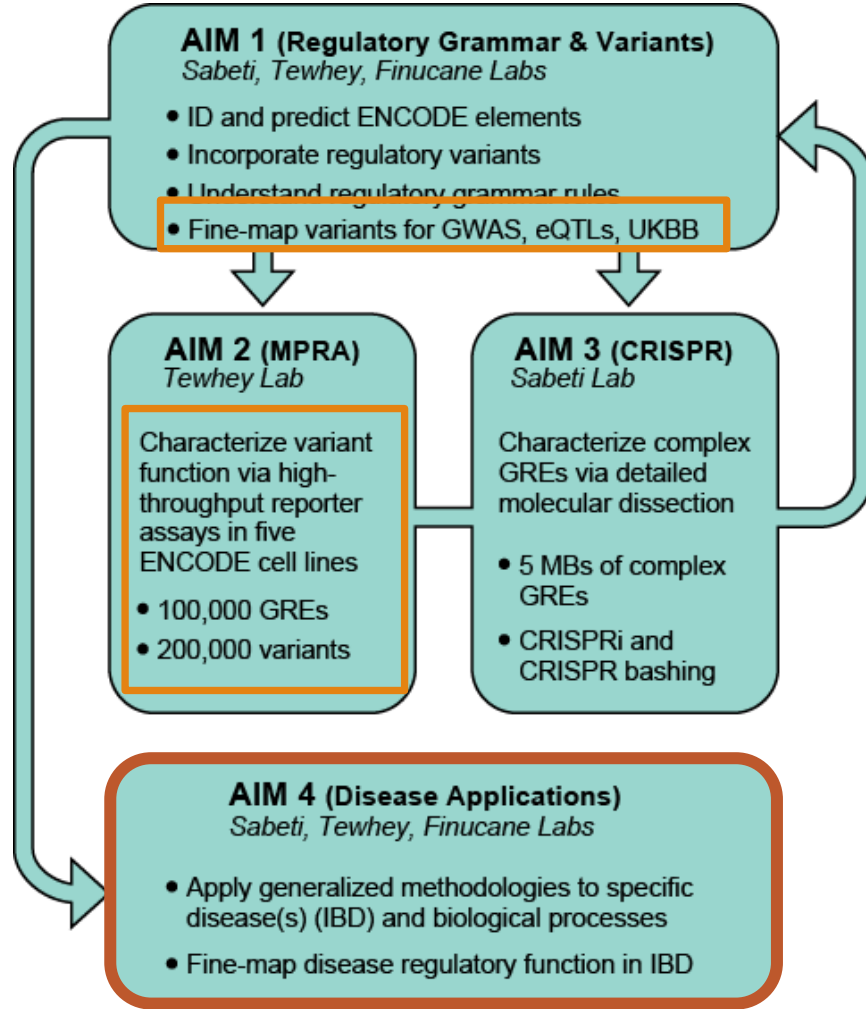 AIM 1 (Regulatory Grammar & Variants)
Sabeti, Tewhey, Finucane Labs
• ID and predict ENCODE elements
• Incorporate regulatory variants
• Understand regulatory grammar rules
• Fine-map variants for GWAS, eQTLs, UKBB
AIM 2 (MPRA)
Tewhey Lab
Characterize variant
function via high-
throughput reporter
assays in five
ENCODE cell lines
• 100,000 GREs
• 200,000 variants
AIM 3 (CRISPR)
Sabeti Lab
Characterize complex
GREs via detailed
molecular dissection
• 5 MBs of complex
GREs
• CRISPRi and
CRISPR bashing
AIM 4 (Disease Applications)
Sabeti, Tewhey, Finucane Labs
• Apply generalized methodologies to specific
disease(s) (IBD) and biological processes
• Fine-map disease regulatory function in IBD